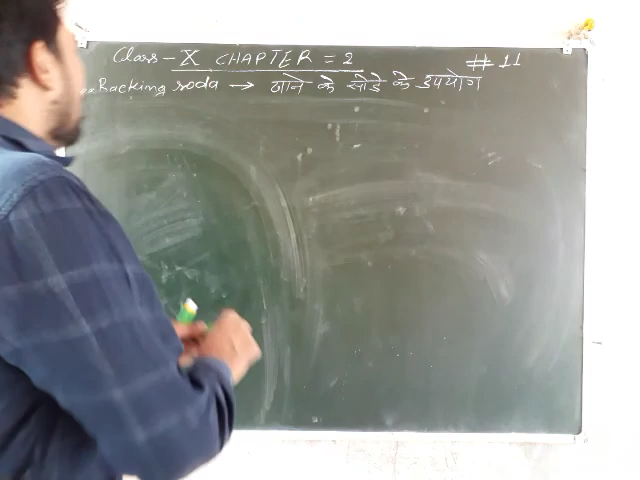 Class - X CHAPTER = 2 # 11
Backing soda → खाने के सोडे के उपयोग